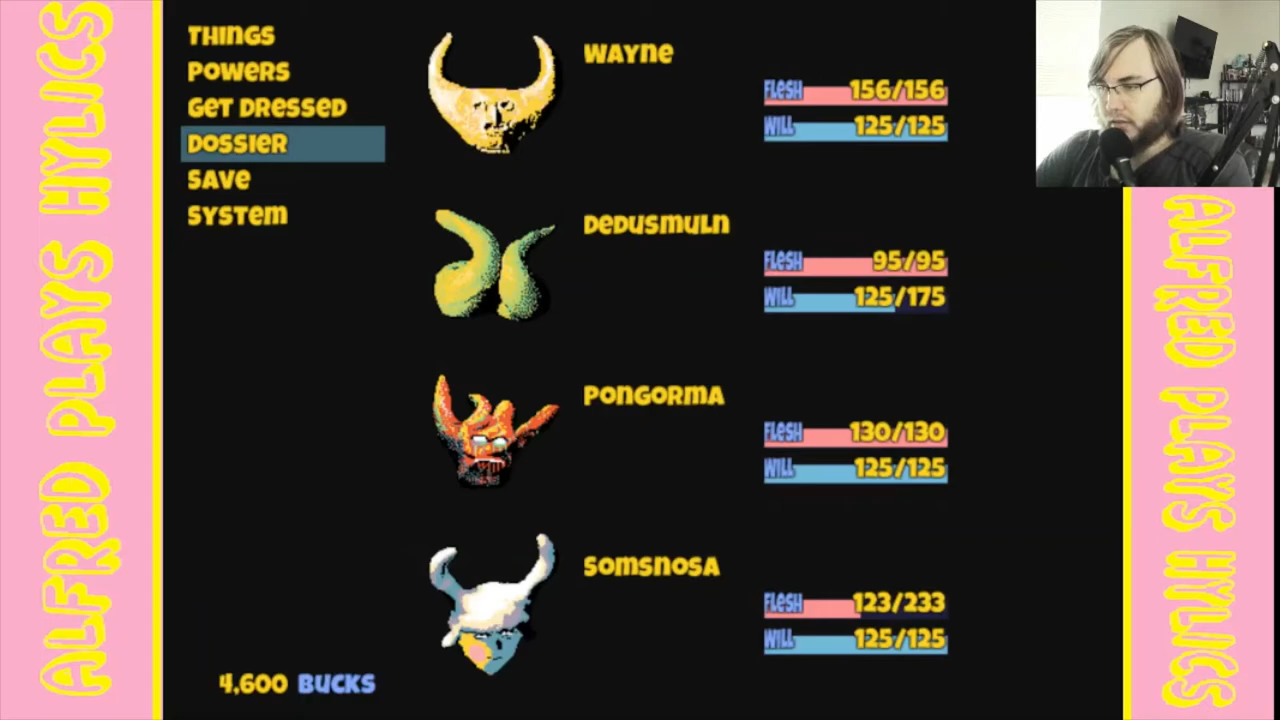 ALFRED PLAYS HYLICS
THINGS
POWERS
GET DRESSED
DOSSIER
SAVE
SYSTEM
4,600 BUCKS
WAYNE
FLESH 156/156
WILL 125/125
DEDUSMULN
FLESH 95/95
WILL 125/175
PONGORMA
FLESH 130/130
WILL 125/125
SOMSNOSA
FLESH 123/233
WILL 125/125
ALFRED PLAYS HYLICS